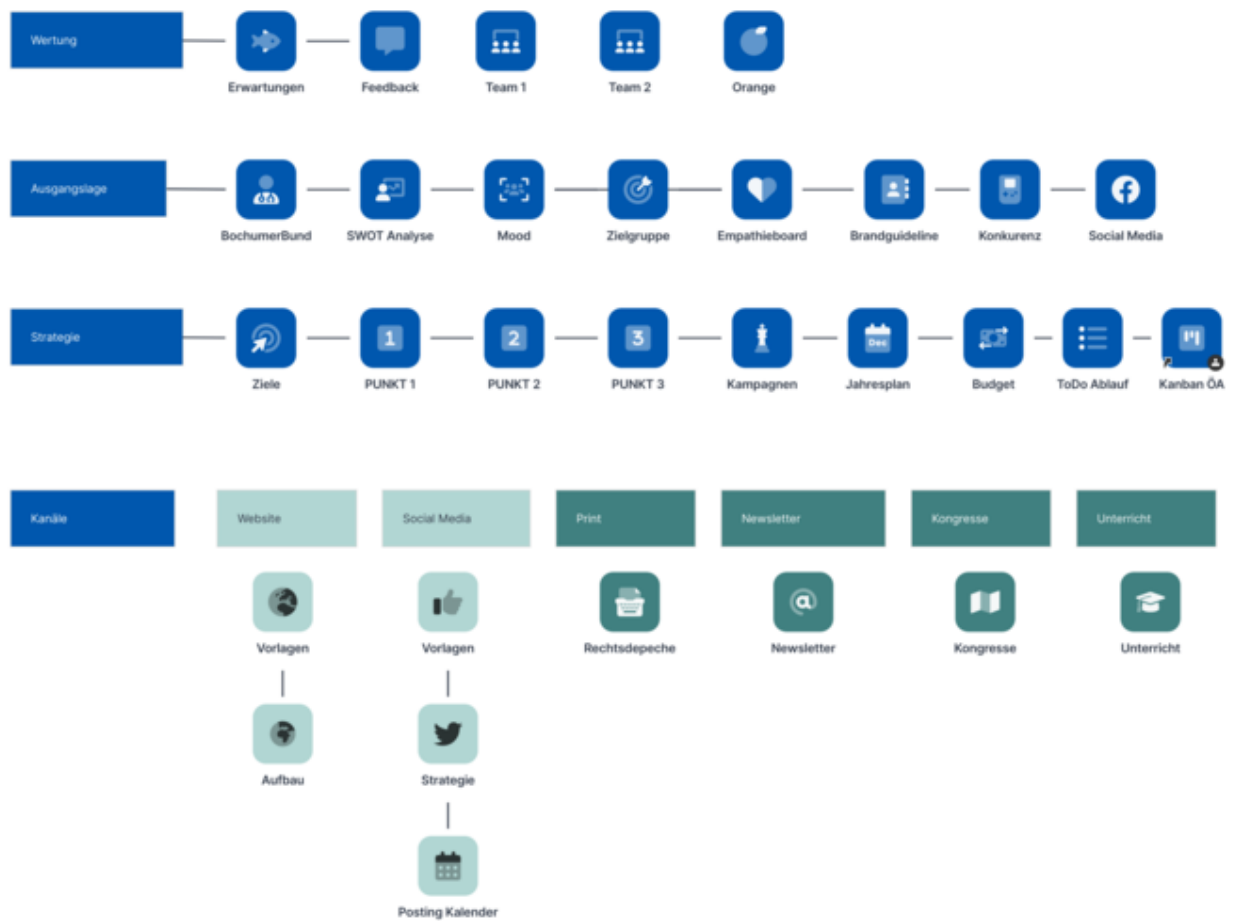 Wertung
Erwartungen
Feedback
Team 1
Team 2
Orange
Ausgangslage
BochumerBund
SWOT Analyse
Mood
Zielgruppe
Empathieboard
Brandguideline
Konkurenz
Social Media
Strategie
1
2
3
Dec
Ziele
PUNKT 1
PUNKT 2
PUNKT 3
Kampagnen
Jahresplan
Budget
ToDo Ablauf
Kanban ÖA
Kanäle
Website
Social Media
Print
Newsletter
Kongresse
Unterricht
@
Vorlagen
Vorlagen
Rechtsdepeche
Newsletter
Kongresse
Unterricht
Aufbau
Strategie
Posting Kalender